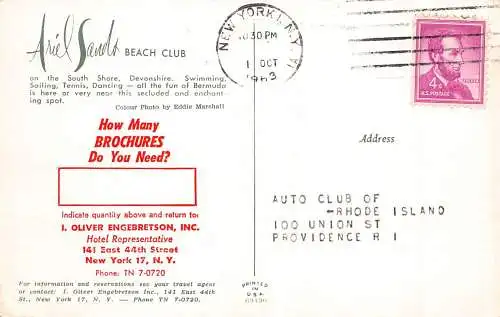 Ariel Sands BEACH CLUB
on the South Shore, Devonshire. Swimming,
Sailing, Tennis, Dancing — all the fun of Bermuda
is here or very near this secluded and enchant-
ing spot.
Colour Photo by Eddie Marshall
How Many
BROCHURES
Do You Need?
Indicate quantity above and return to:
I. OLIVER ENGEBRETSON, INC.
Hotel Representative
141 East 44th Street
New York 17, N. Y.
Phone: TN 7-0720
For information and reservations see your travel agent
or contact: I. Oliver Engebretson, Inc., 141 East 44th
St., New York 17, N. Y. — Phone TN 7-0720.
NEW YORK 1, N.Y.
10:30 PM
1 OCT
1963
4¢
U.S. POSTAGE
Address
AUTO CLUB OF
-RHODE ISLAND
100 UNION ST
PROVIDENCE R I
PRINTED
IN
USA